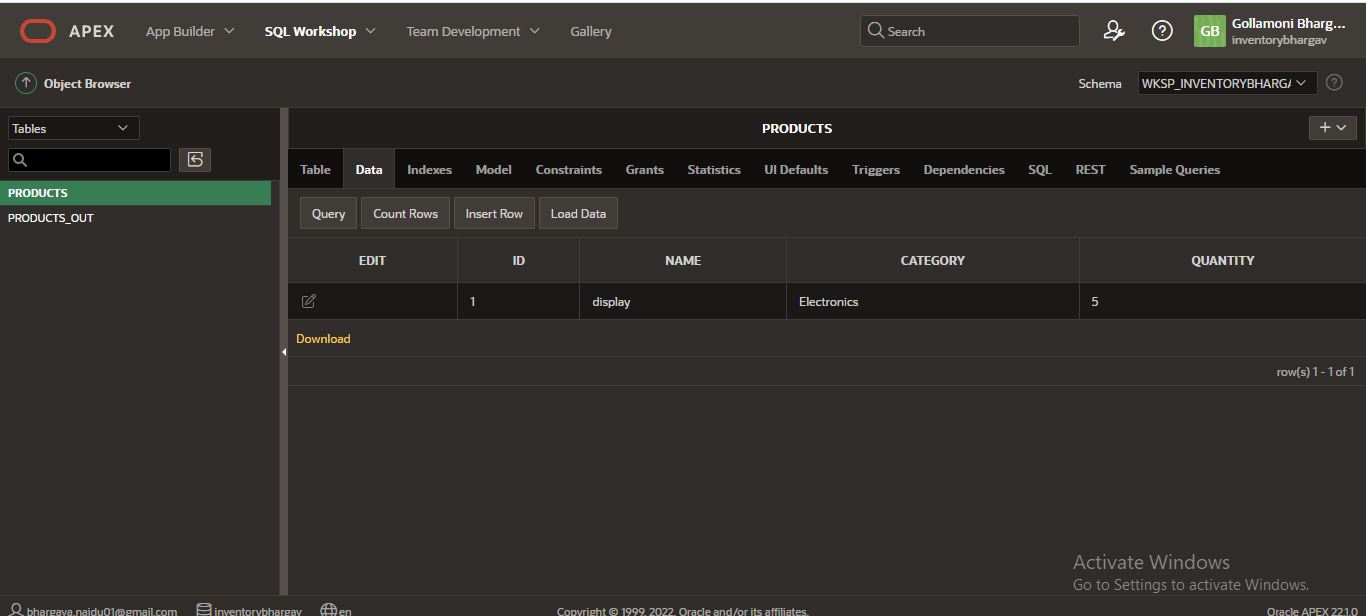 APEX App Builder SQL Workshop Team Development Gallery Search GB Gollamoni Bharg...
inventorybhargav
Object Browser Schema WKSP_INVENTORYBHARGA
Tables PRODUCTS
Table Data Indexes Model Constraints Grants Statistics UI Defaults Triggers Dependencies SQL REST Sample Queries
PRODUCTS
PRODUCTS_OUT
Query Count Rows Insert Row Load Data
EDIT ID NAME CATEGORY QUANTITY
1 display Electronics 5
Download
row(s) 1 - 1 of 1
Activate Windows
Go to Settings to activate Windows.
bhargava.naidu01@gmail.com inventorybhargav en Copyright © 1999, 2022, Oracle and/or its affiliates. Oracle APEX 22.1.0